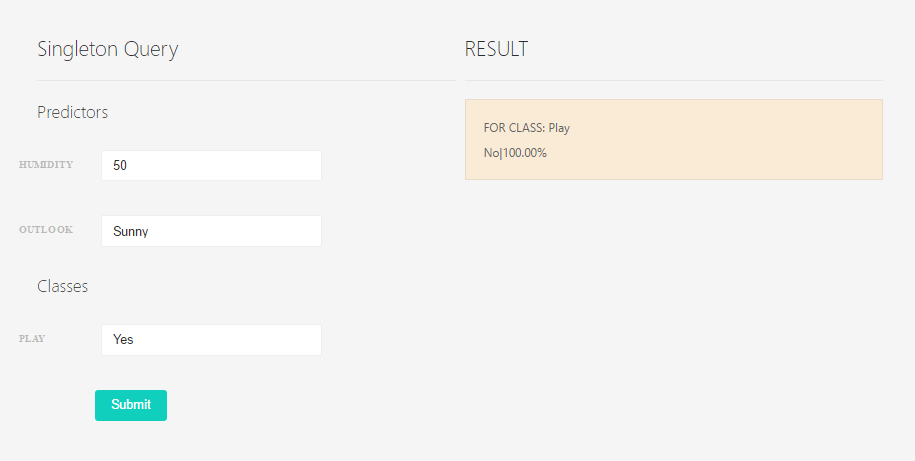 Singleton Query
Predictors
HUMIDITY 50
OUTLOOK Sunny
Classes
PLAY Yes
Submit
RESULT
FOR CLASS: Play
No|100.00%